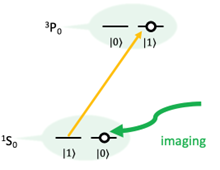 ³P₀
|0⟩ |1⟩
¹S₀
|1⟩ |0⟩
imaging